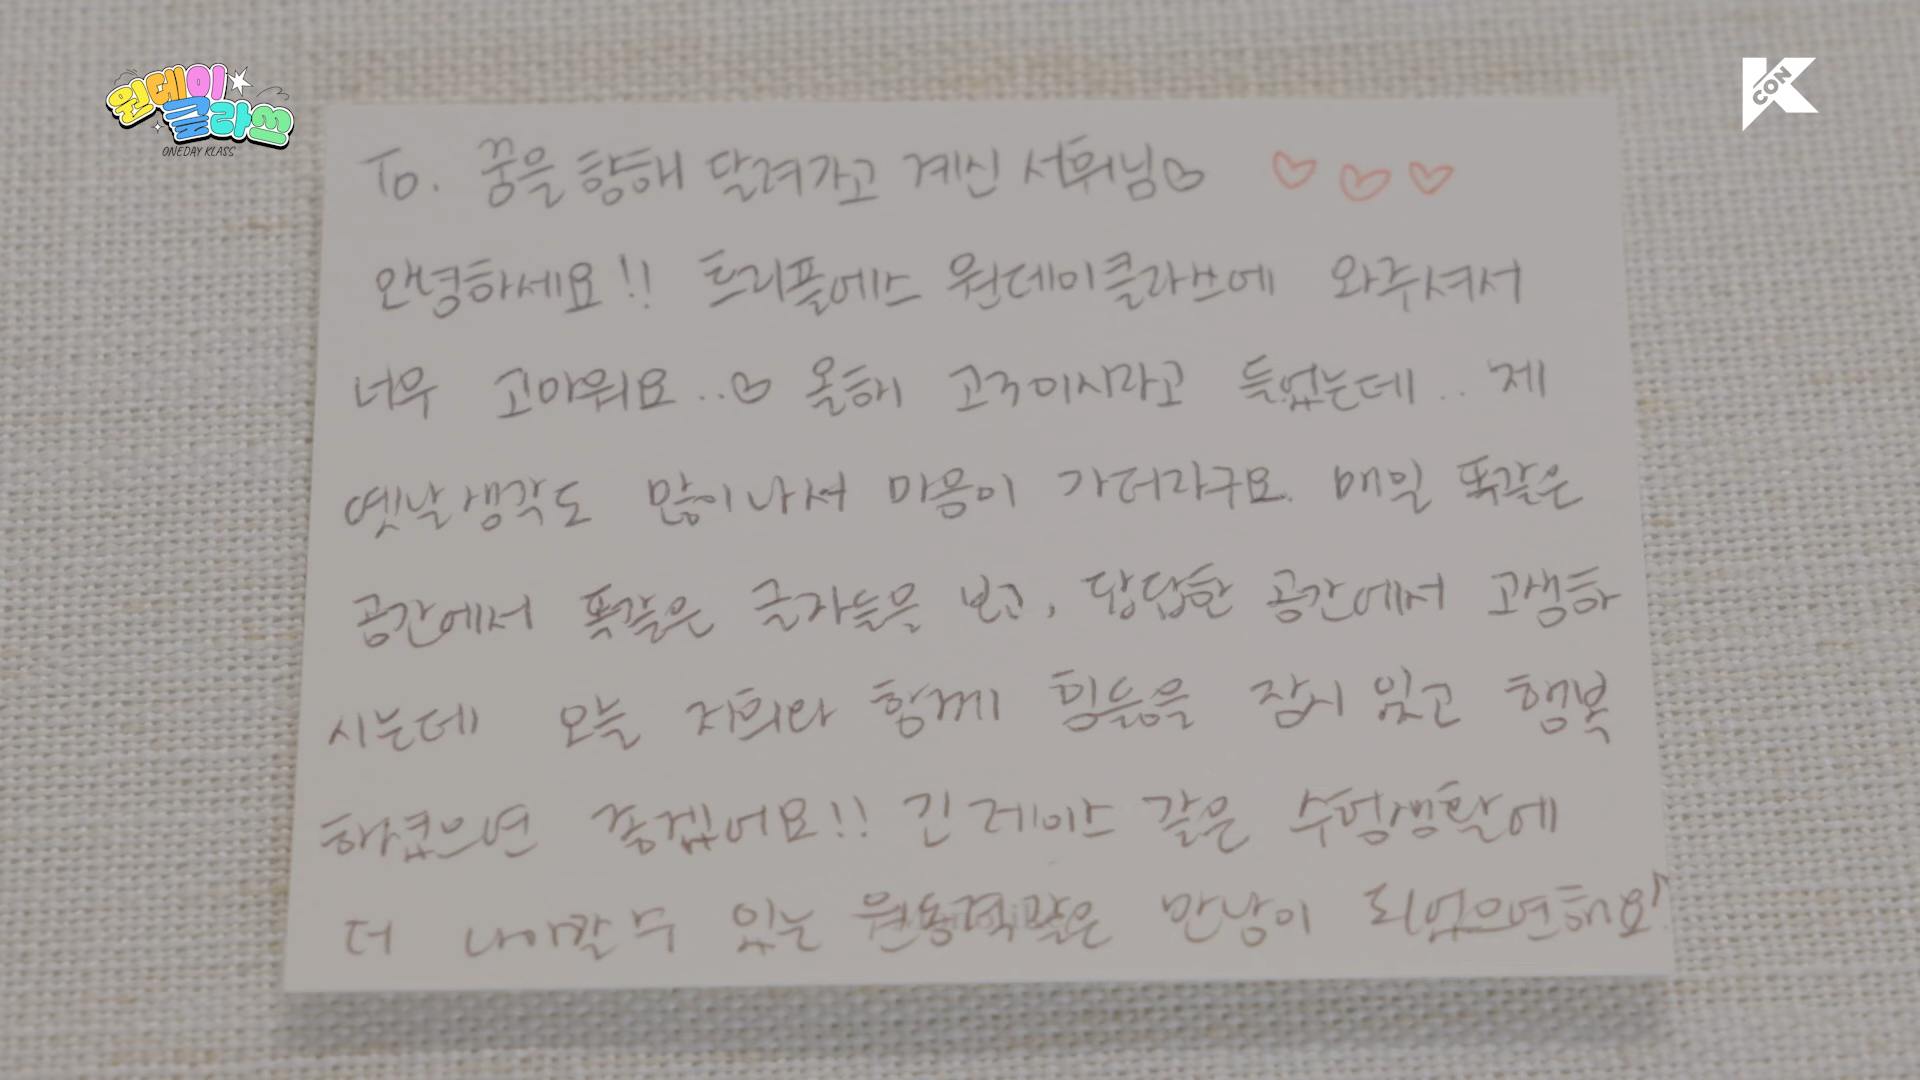 원데이
클라쓰
ONEDAY KLASS
KCON
To. 꿈을 향해 달려가고 계신 서휘님♡ ♡ ♡ ♡
안녕하세요!! 트리플에스 원데이클라쓰에 와주셔서
너무 고마워요..♡ 올해 고3이시라고 들었는데.. 제
옛날생각도 많이나서 마음이 가더라구요. 매일 똑같은
공간에서 똑같은 글자들을 보고, 답답한 공간에서 고생하
시는데 오늘 저희랑 함께 힘듦을 잠시 잊고 행복
하셨으면 좋겠어요!! 긴 레이스 같은 수험생활에
더 나아갈 수 있는 원동력같은 만남이 되었으면해요!